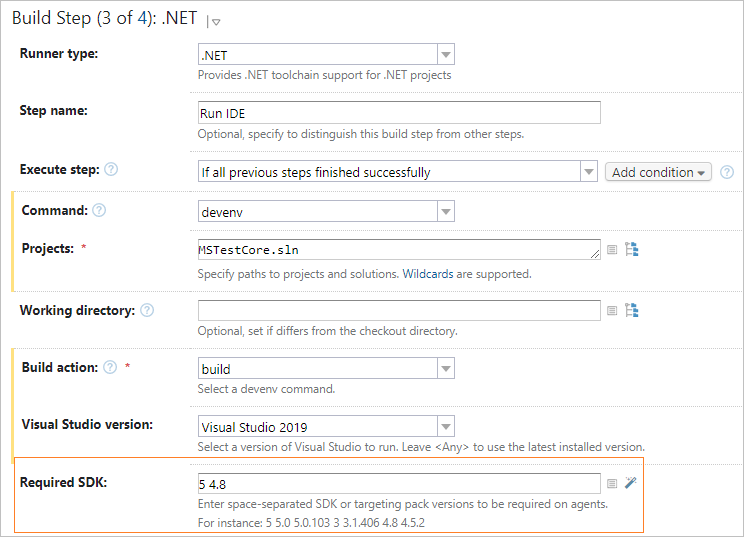 Build Step (3 of 4): .NET
Runner type:
.NET
Provides .NET toolchain support for .NET projects
Step name:
Run IDE
Optional, specify to distinguish this build step from other steps.
Execute step:
If all previous steps finished successfully
Add condition
Command:
devenv
Projects: *
MSTestCore.sln
Specify paths to projects and solutions. Wildcards are supported.
Working directory:
Optional, set if differs from the checkout directory.
Build action: *
build
Select a devenv command.
Visual Studio version:
Visual Studio 2019
Select a version of Visual Studio to run. Leave <Any> to use the latest installed version.
Required SDK:
5 4.8
Enter space-separated SDK or targeting pack versions to be required on agents.
For instance: 5 5.0 5.0.103 3 3.1.406 4.8 4.5.2